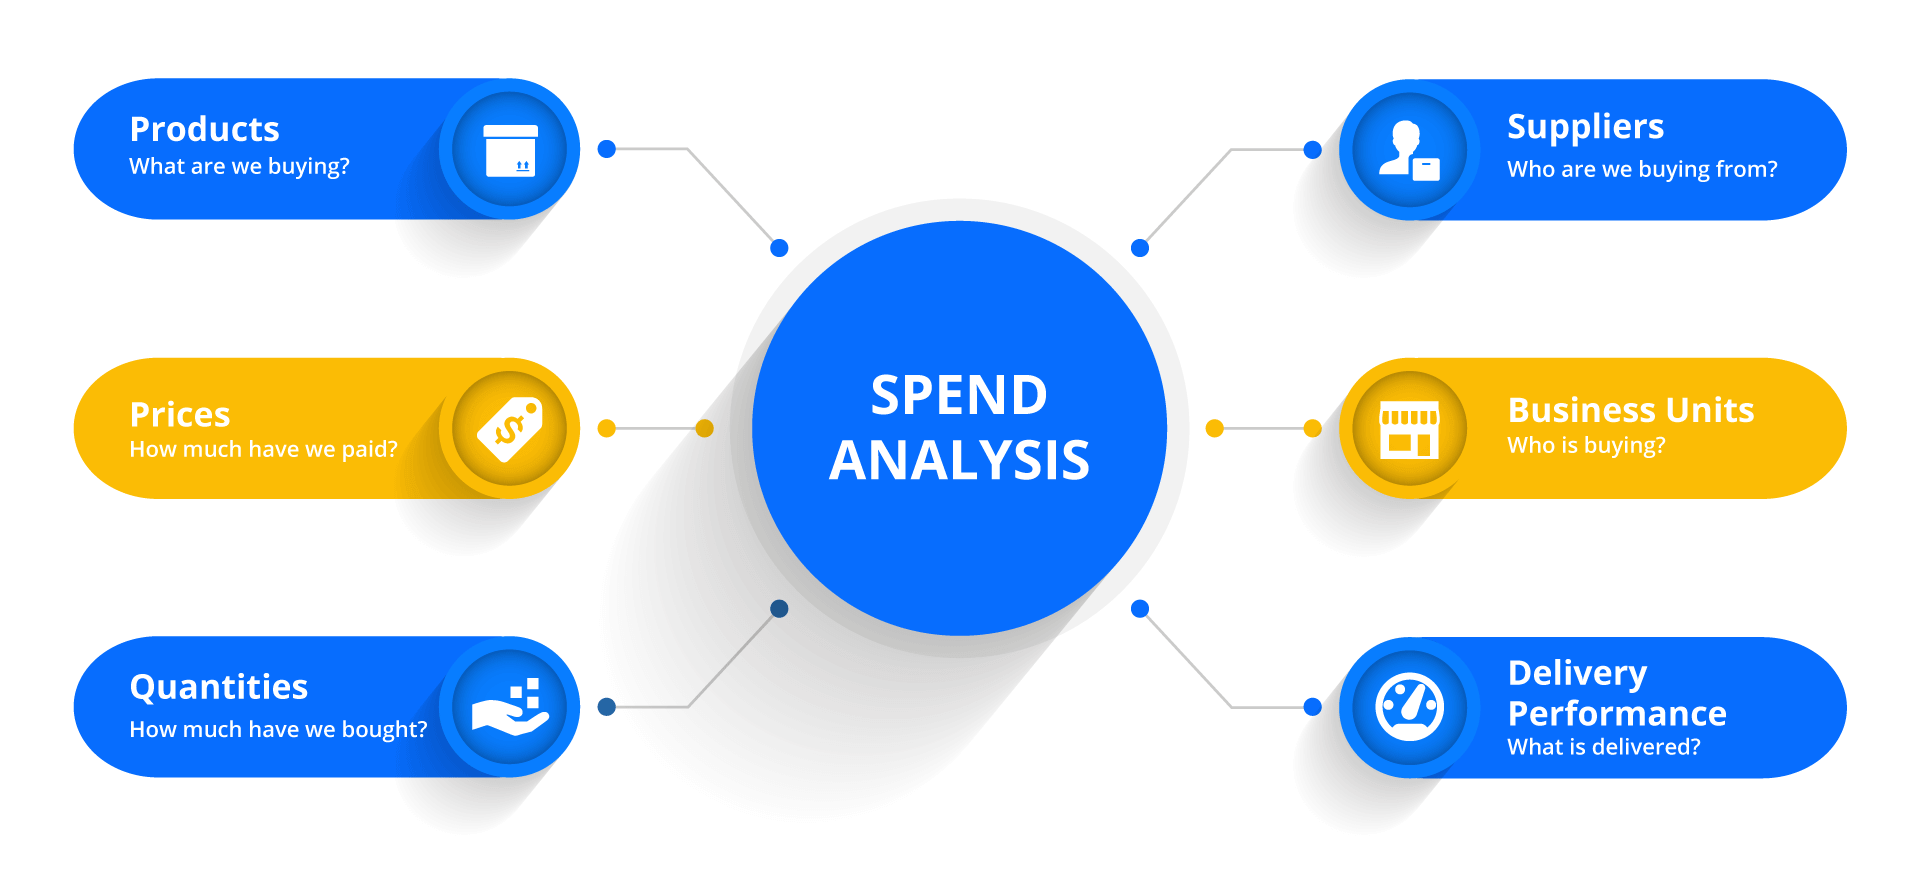 Products
What are we buying?
Prices
How much have we paid?
Quantities
How much have we bought?
SPEND
ANALYSIS
Suppliers
Who are we buying from?
Business Units
Who is buying?
Delivery
Performance
What is delivered?